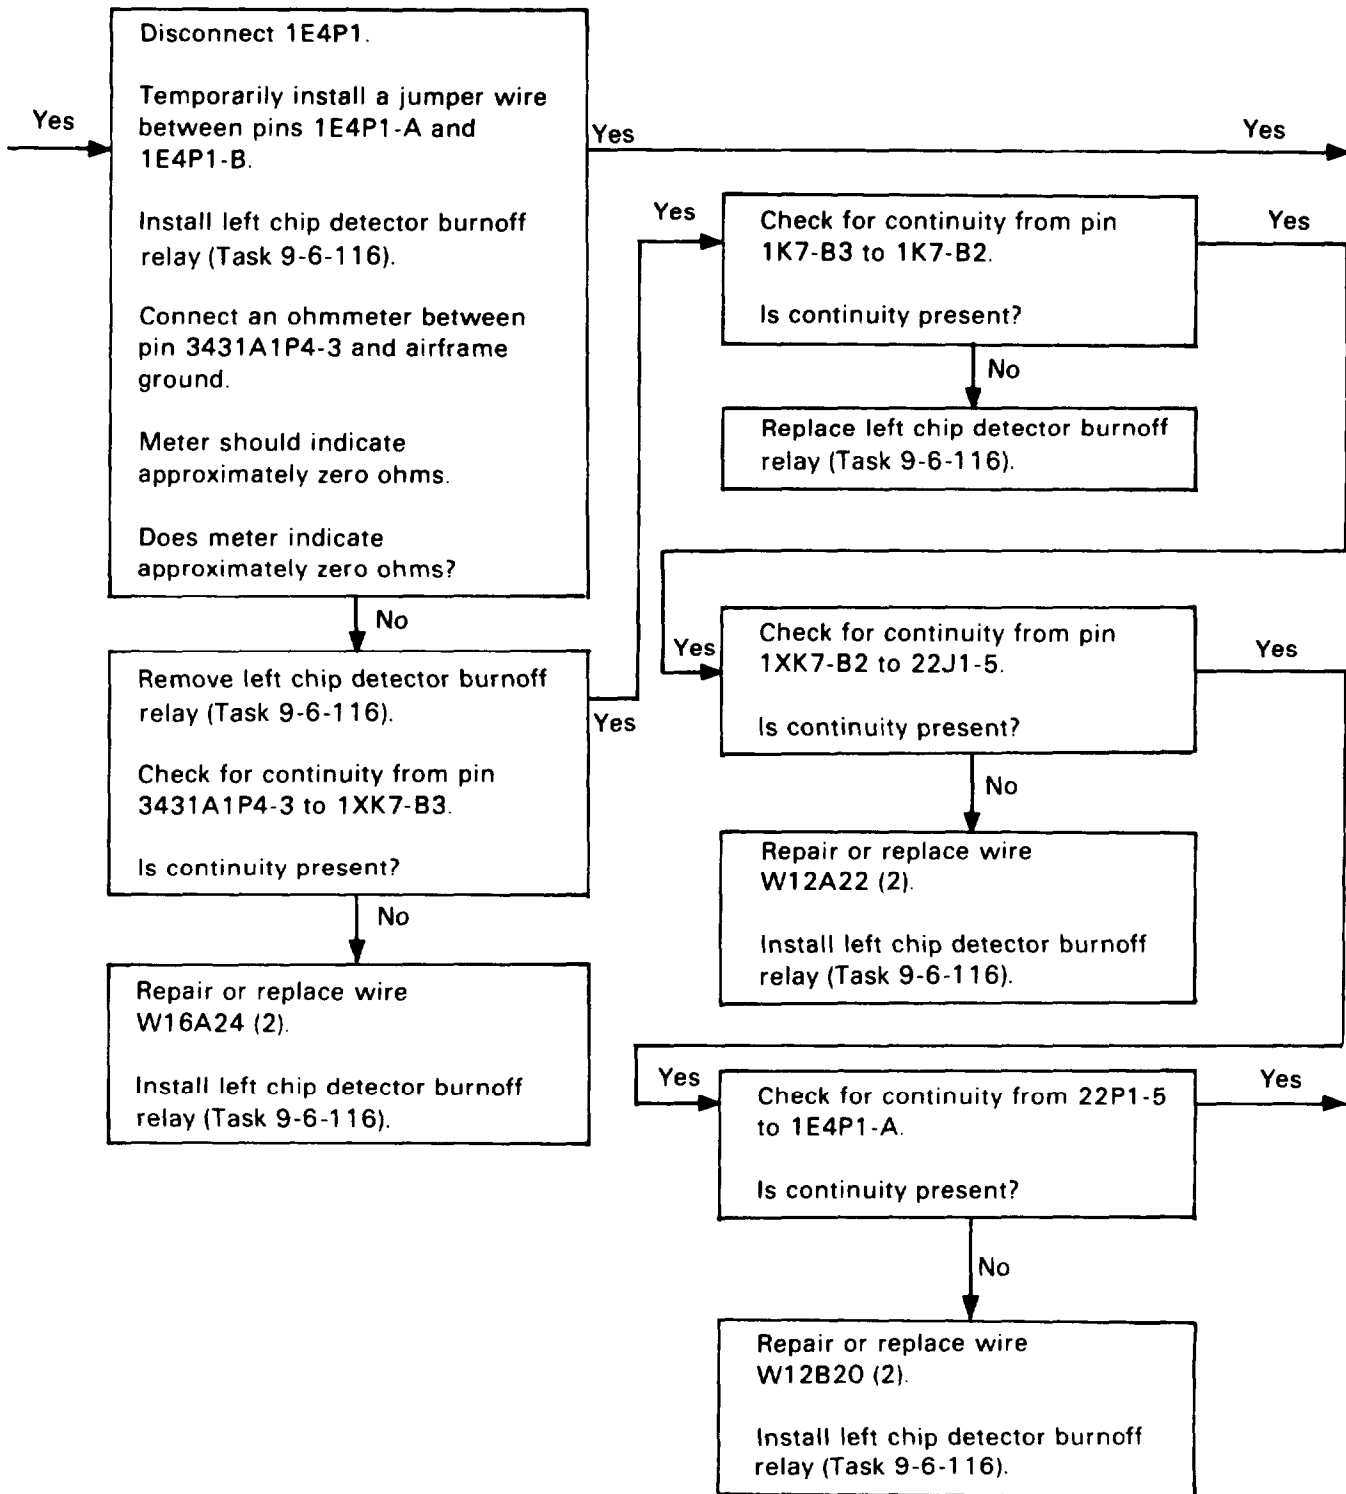 Disconnect 1E4P1.
Temporarily install a jumper wire
between pins 1E4P1-A and
1E4P1-B.
Install left chip detector burnoff
relay (Task 9-6-116).
Connect an ohmmeter between
pin 3431A1P4-3 and airframe
ground.
Meter should indicate
approximately zero ohms.
Does meter indicate
approximately zero ohms?
Yes
Yes
Yes
No
Remove left chip detector burnoff
relay (Task 9-6-116).
Check for continuity from pin
3431A1P4-3 to 1XK7-B3.
Is continuity present?
Yes
No
Repair or replace wire
W16A24 (2).
Install left chip detector burnoff
relay (Task 9-6-116).
Yes
Check for continuity from pin
1K7-B3 to 1K7-B2.
Is continuity present?
Yes
No
Replace left chip detector burnoff
relay (Task 9-6-116).
Yes
Check for continuity from pin
1XK7-B2 to 22J1-5.
Is continuity present?
Yes
No
Repair or replace wire
W12A22 (2).
Install left chip detector burnoff
relay (Task 9-6-116).
Yes
Check for continuity from 22P1-5
to 1E4P1-A.
Is continuity present?
Yes
No
Repair or replace wire
W12B20 (2).
Install left chip detector burnoff
relay (Task 9-6-116).